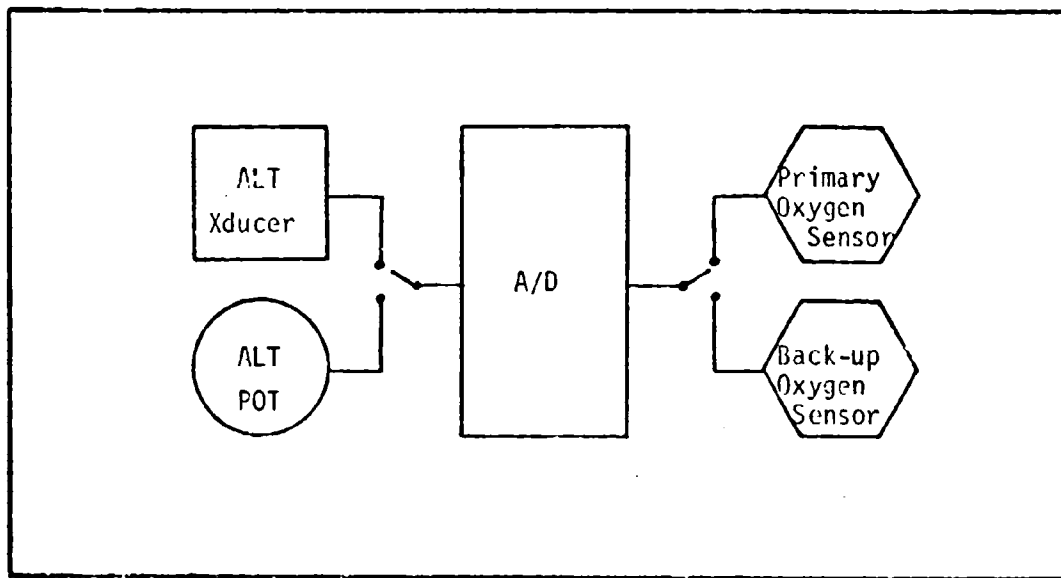 ALT
Xducer
ALT
POT
A/D
Primary
Oxygen
Sensor
Back-up
Oxygen
Sensor